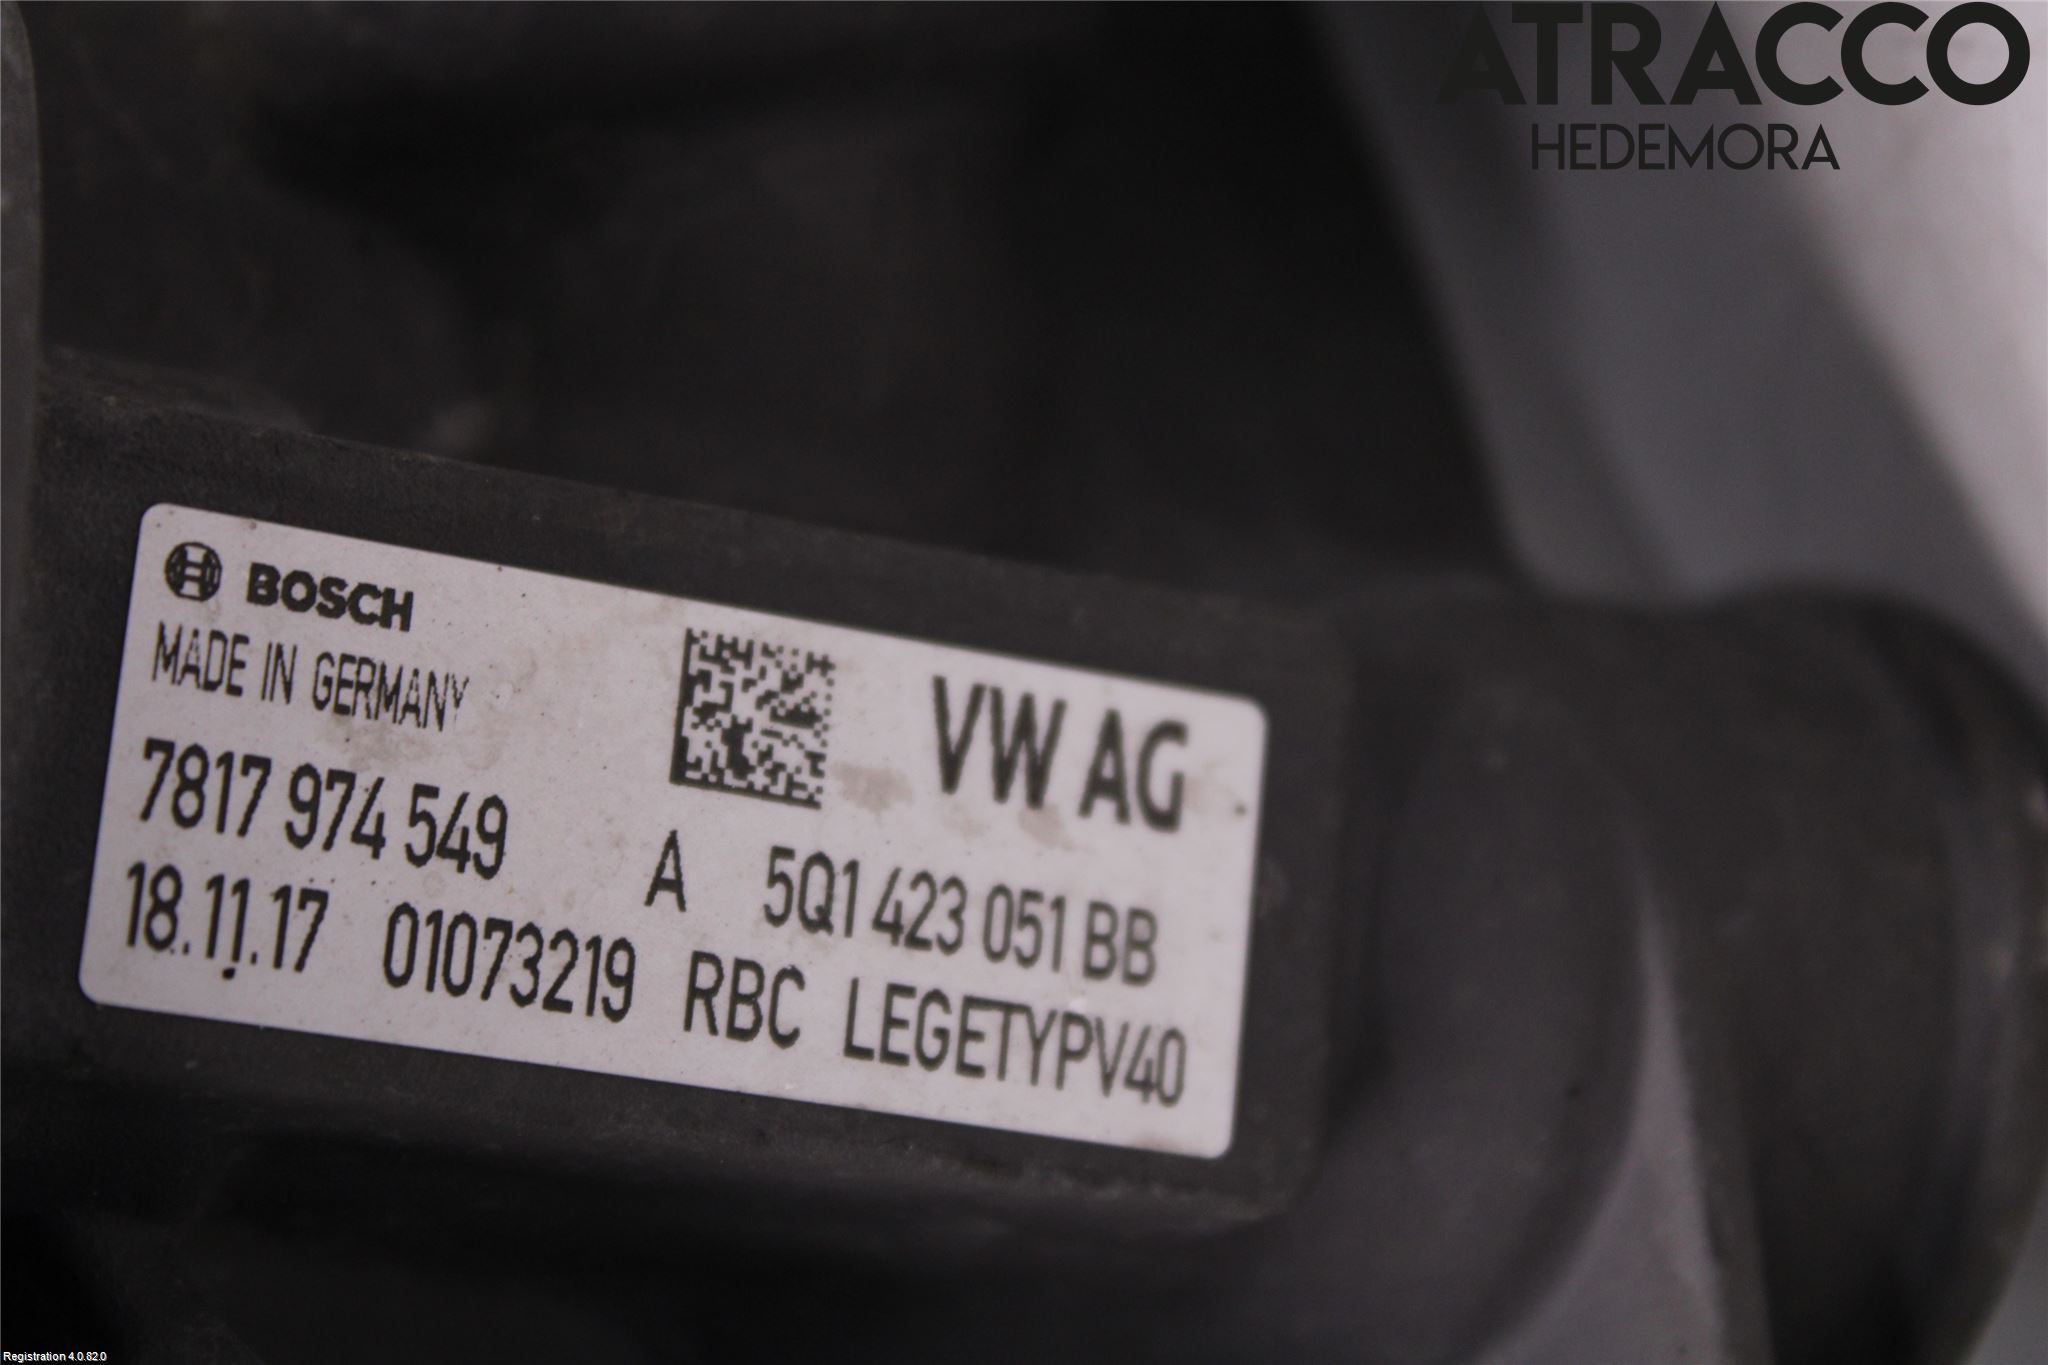 ATRACCO
HEDEMORA
BOSCH
MADE IN GERMANY
VW AG
7817 974 549 A 5Q1 423 051 BB
18.11.17 01073219 RBC LEGETYPV40
Registration 4.0.82.0